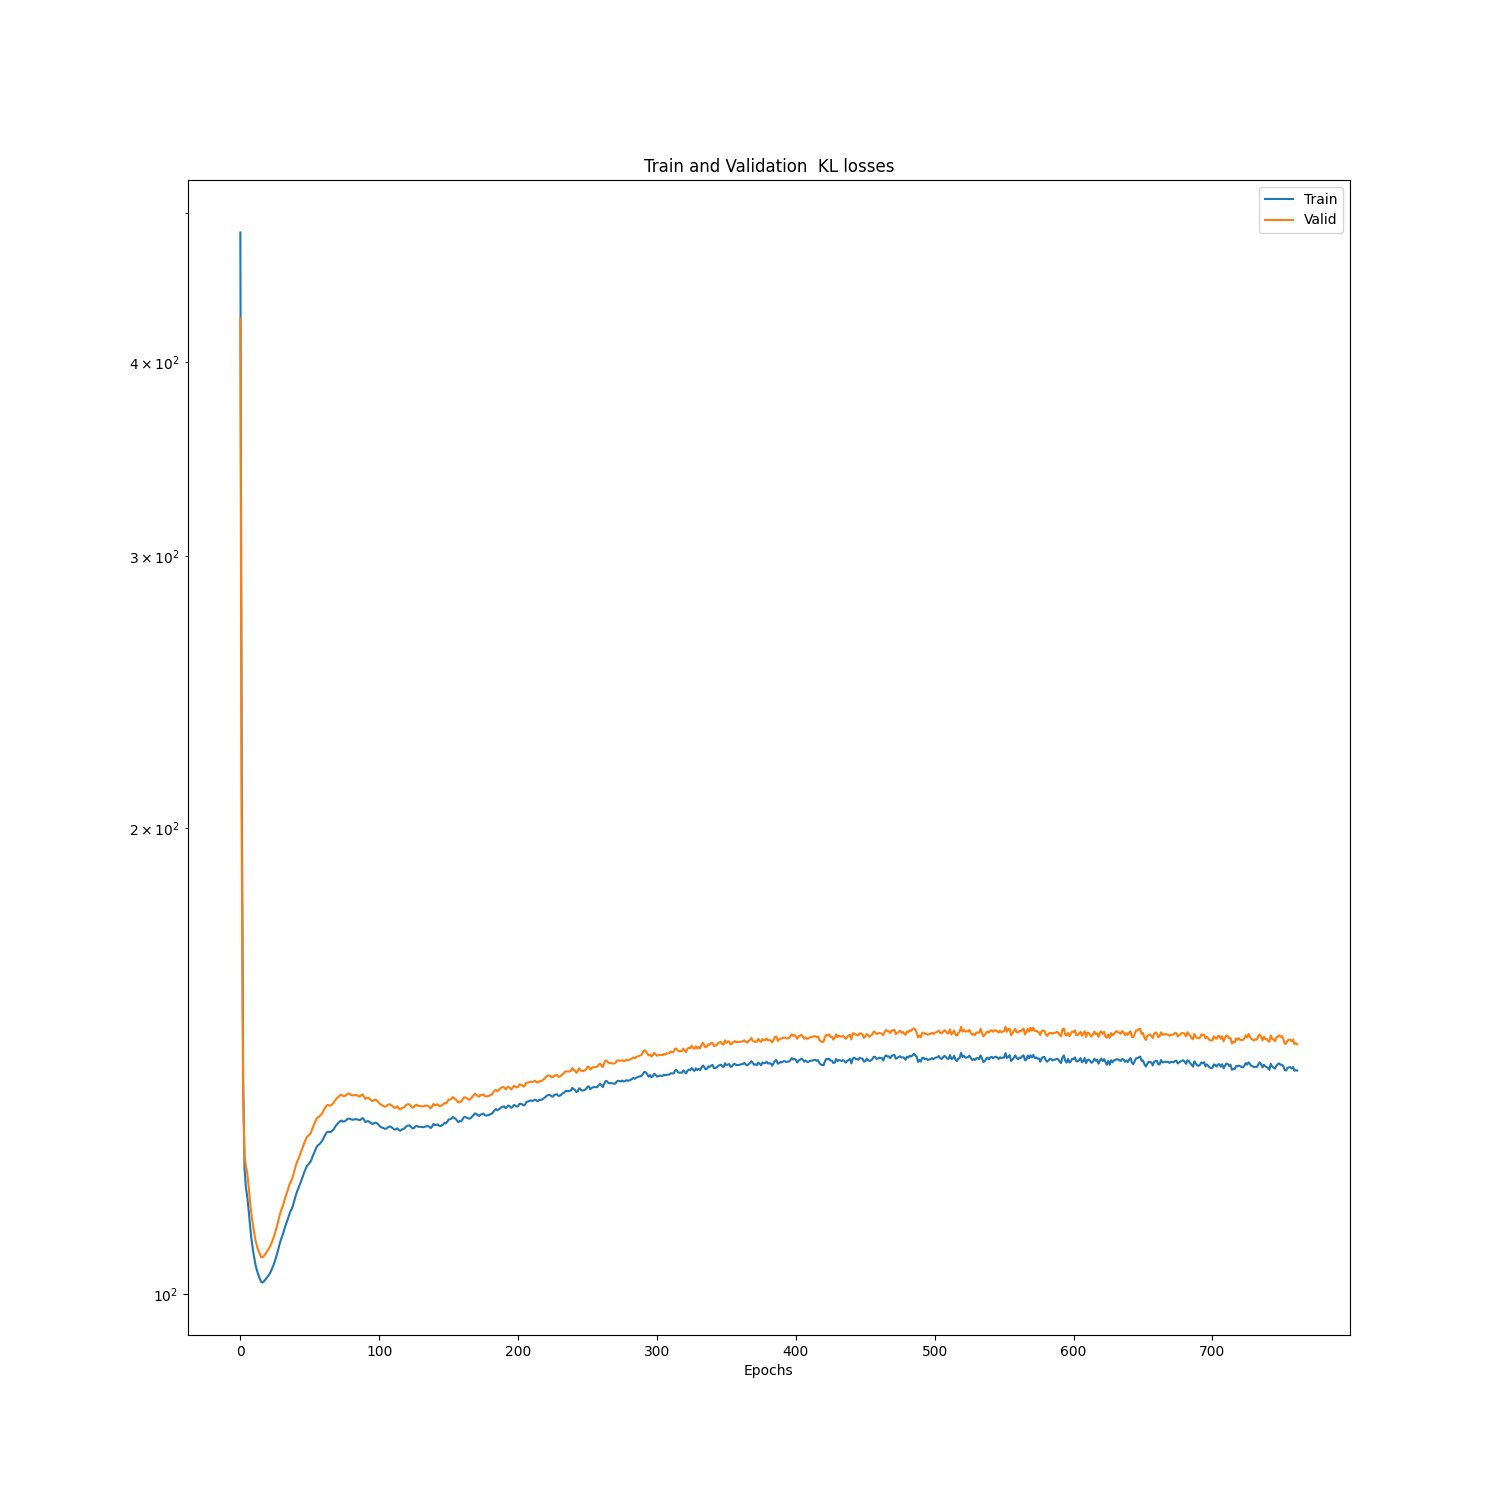 Train and Validation  KL losses
Train
Valid
4 × 10²
3 × 10²
2 × 10²
10²
0 100 200 300 400 500 600 700
Epochs